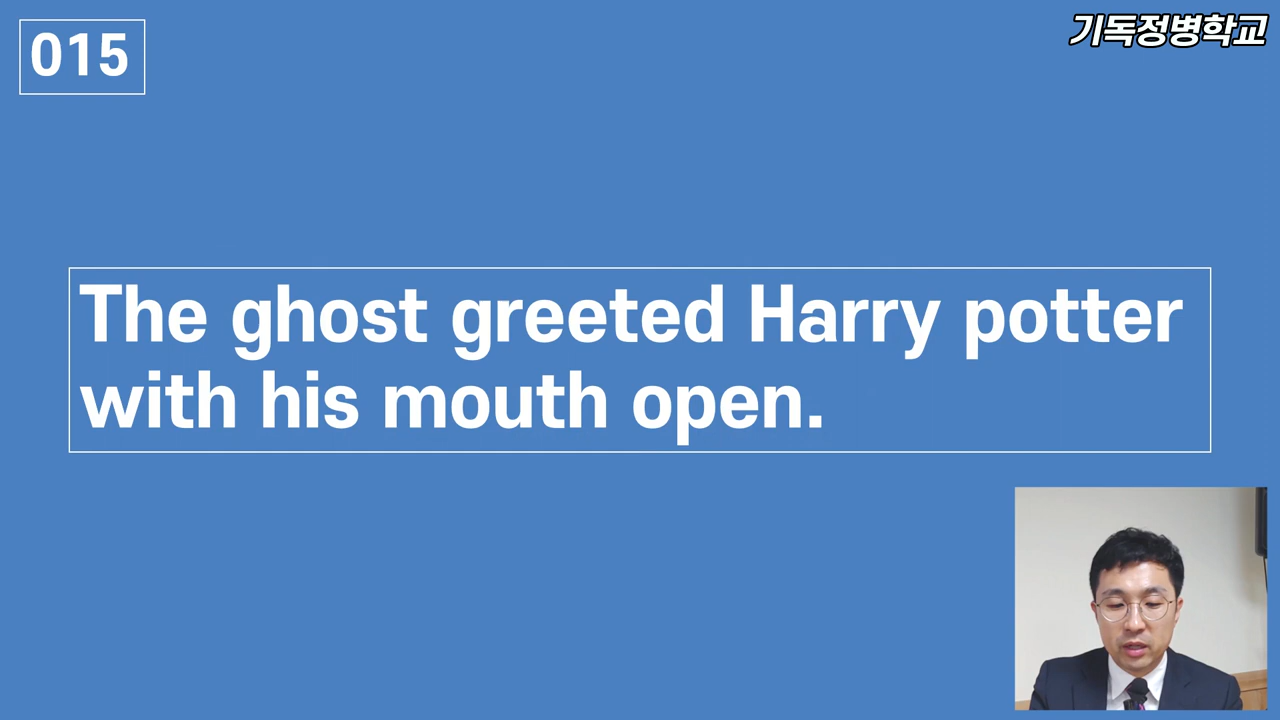 015
기독정병학교
The ghost greeted Harry potter
with his mouth open.